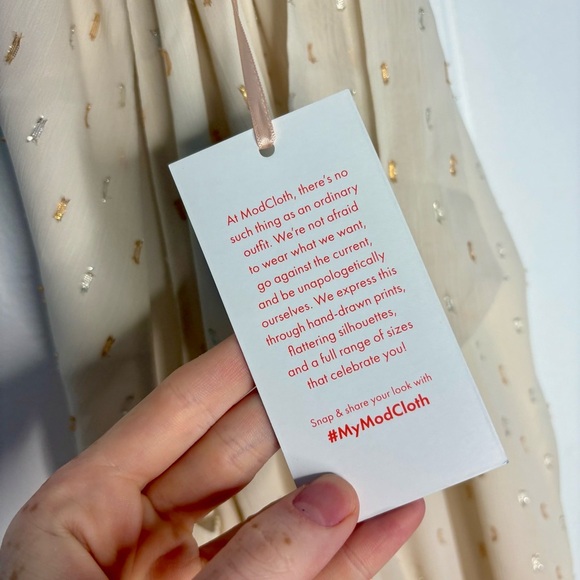 At ModCloth, there's no
such thing as an ordinary
outfit. We're not afraid
to wear what we want,
go against the current,
and be unapologetically
ourselves. We express this
through hand-drawn prints,
flattering silhouettes,
and a full range of sizes
that celebrate you!
Snap & share your look with
#MyModCloth